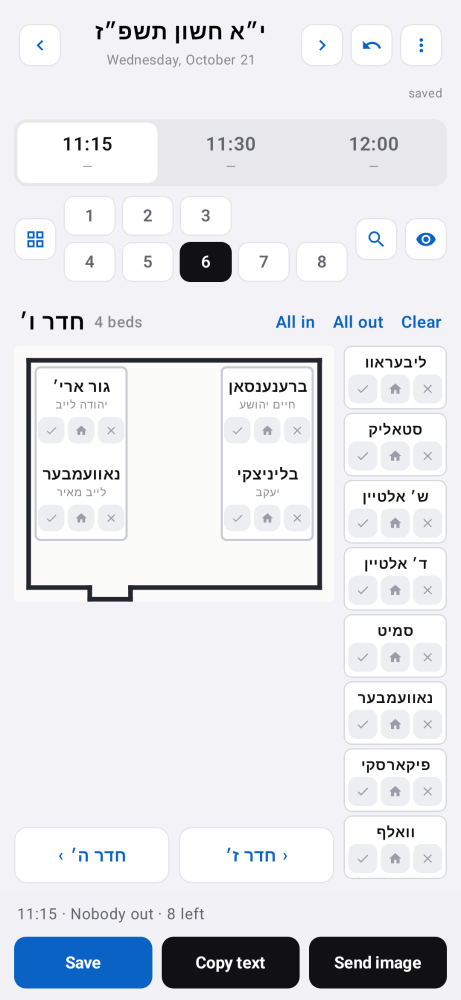 י״א חשון תשפ״ז
Wednesday, October 21
saved
11:15
—
11:30
—
12:00
—
1 2 3
4 5 6 7 8
חדר ו׳ 4 beds
All in All out Clear
גור ארי׳
יהודה לייב
ברענענסאן
חיים יהושע
נאוועמבער
לייב מאיר
בליניצקי
יעקב
ליבעראוו
סטאליק
ש׳ אלטיין
ד׳ אלטיין
סמיט
נאוועמבער
פיקארסקי
וואלף
‹ חדר ה׳
חדר ז׳ ›
11:15 · Nobody out · 8 left
Save
Copy text
Send image